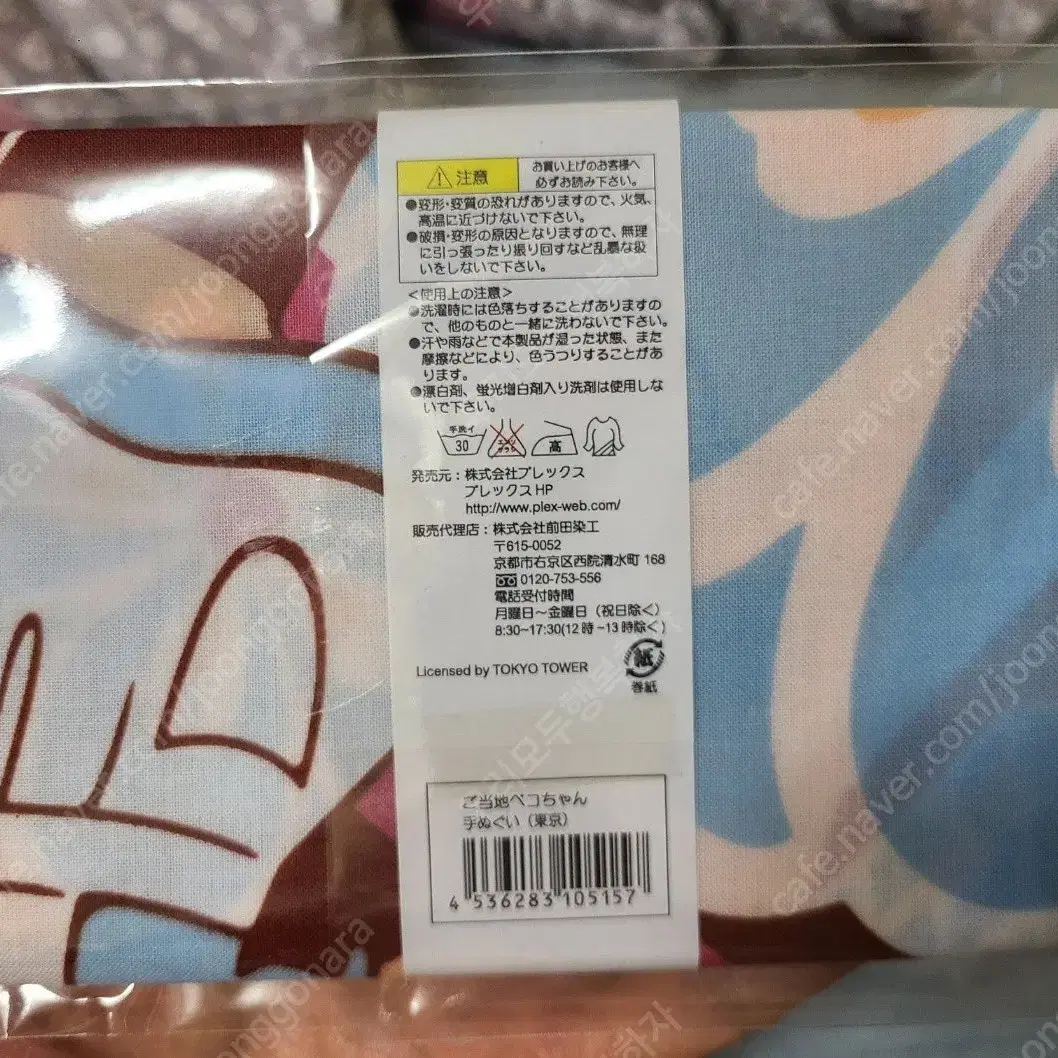 ⚠注意
お買い上げのお客様へ
必ずお読み下さい。
●変形・変質の恐れがありますので、火気、
高温に近づけないで下さい。
●破損・変形の原因となりますので、無理
に引っ張ったり振り回すなど乱暴な扱
いをしないで下さい。
<使用上の注意>
●洗濯時には色落ちすることがありますの
で、他のものと一緒に洗わないで下さい。
●汗や雨などで本製品が湿った状態、また
摩擦などにより、色うつりすることがあ
ります。
●漂白剤、蛍光増白剤入り洗剤は使用しな
いで下さい。
手洗イ
30
エンソ
サラシ
高
発売元:株式会社プレックス
プレックスHP
http://www.plex-web.com/
販売代理店:株式会社前田染工
〒615-0052
京都市右京区西院清水町 168
0120-753-556
電話受付時間
月曜日~金曜日(祝日除く)
8:30~17:30(12時~13時除く)
Licensed by TOKYO TOWER
紙
巻紙
ご当地ペコちゃん
手ぬぐい(東京)
4 536283 105157
cafe.naver.com/joonggonara